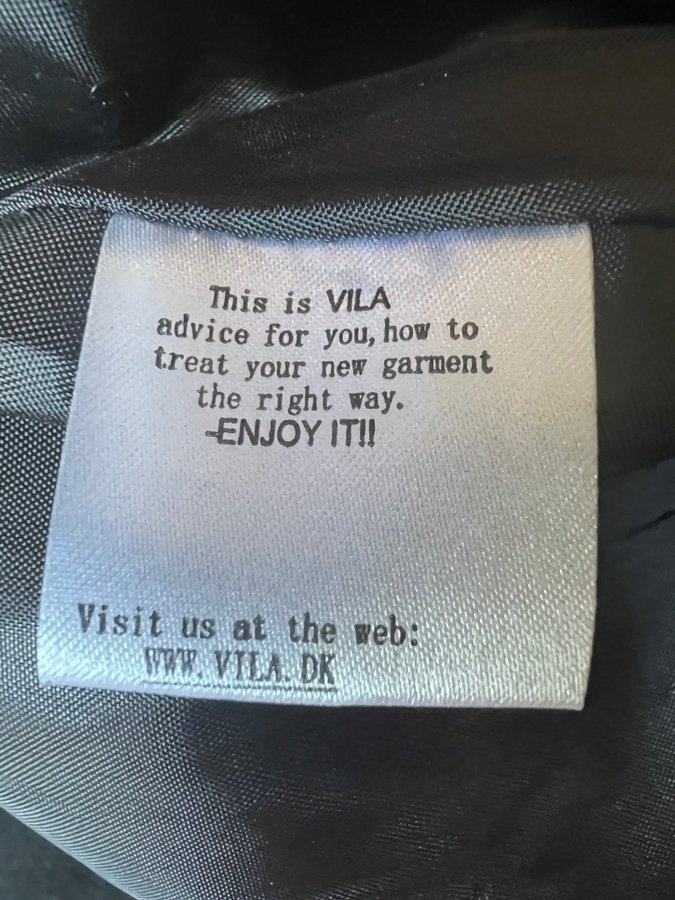 This is VILA
advice for you, how to
treat your new garment
the right way.
-ENJOY IT!!
Visit us at the web:
WWW.VILA.DK